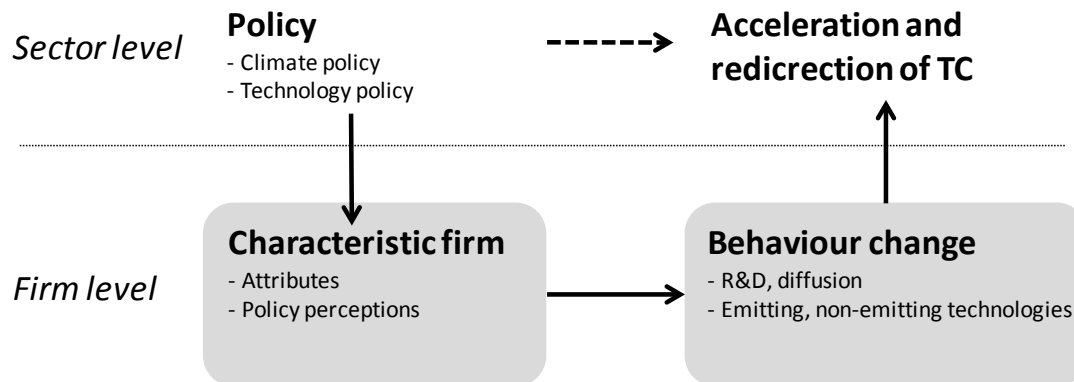 Sector level
Policy
- Climate policy
- Technology policy
Acceleration and
redicrection of TC
Firm level
Characteristic firm
- Attributes
- Policy perceptions
Behaviour change
- R&D, diffusion
- Emitting, non-emitting technologies